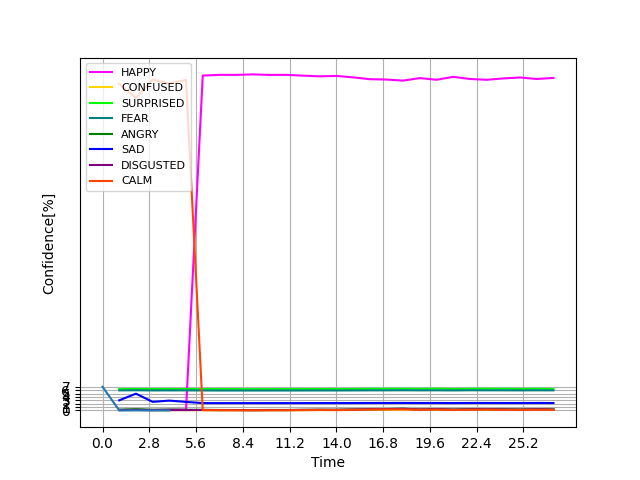 HAPPY
CONFUSED
SURPRISED
FEAR
ANGRY
SAD
DISGUSTED
CALM
Confidence[%]
7
0.0 2.8 5.6 8.4 11.2 14.0 16.8 19.6 22.4 25.2
Time